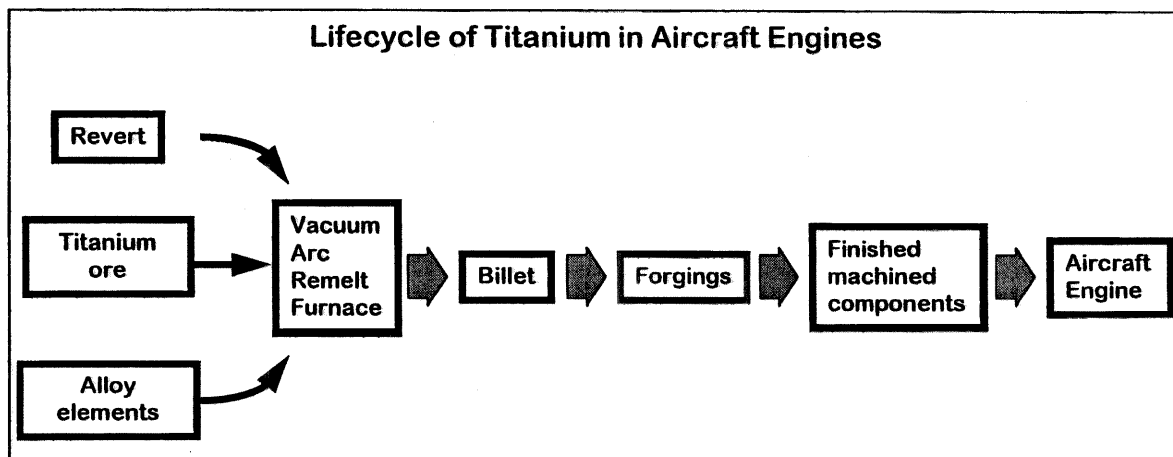 Lifecycle of Titanium in Aircraft Engines
Revert
Titanium
ore
Alloy
elements
Vacuum
Arc
Remelt
Furnace
Billet
Forgings
Finished
machined
components
Aircraft
Engine